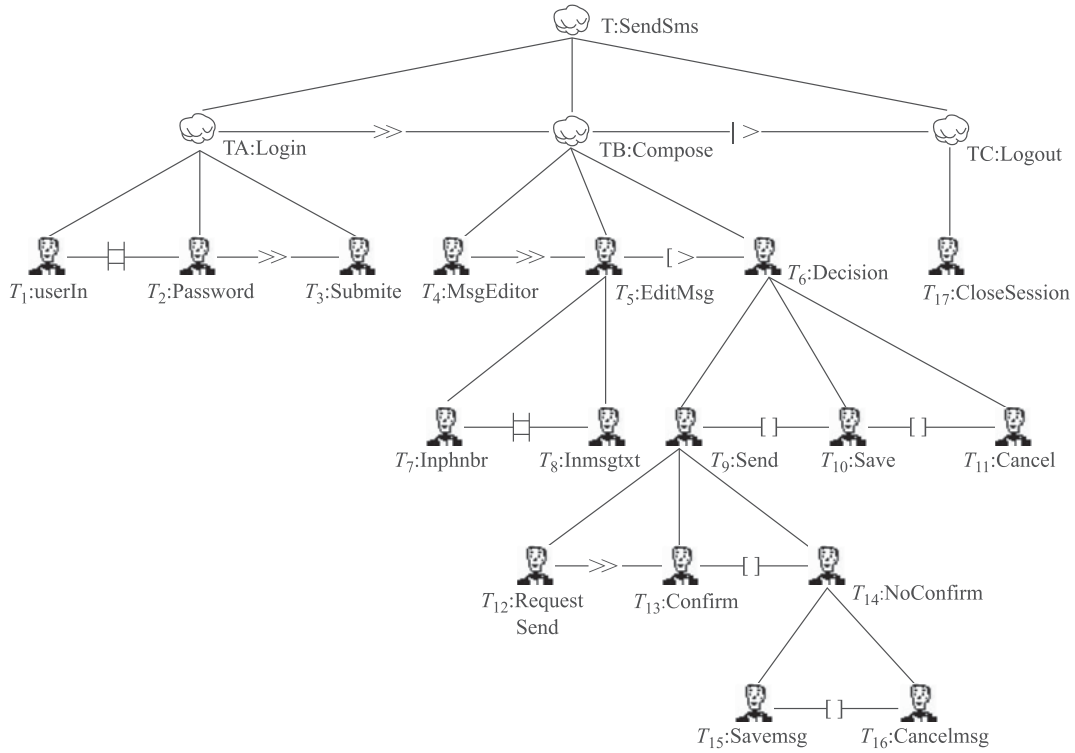 T:SendSms
TA:Login
>>
TB:Compose
| >
TC:Logout
T1:userIn
T2:Password
>>
T3:Submite
T4:MsgEditor
>>
T5:EditMsg
[ >
T6:Decision
T17:CloseSession
T7:Inphnbr
T8:Inmsgtxt
T9:Send
[ ]
T10:Save
[ ]
T11:Cancel
T12:Request
Send
>>
T13:Confirm
[ ]
T14:NoConfirm
T15:Savemsg
[ ]
T16:Cancelmsg